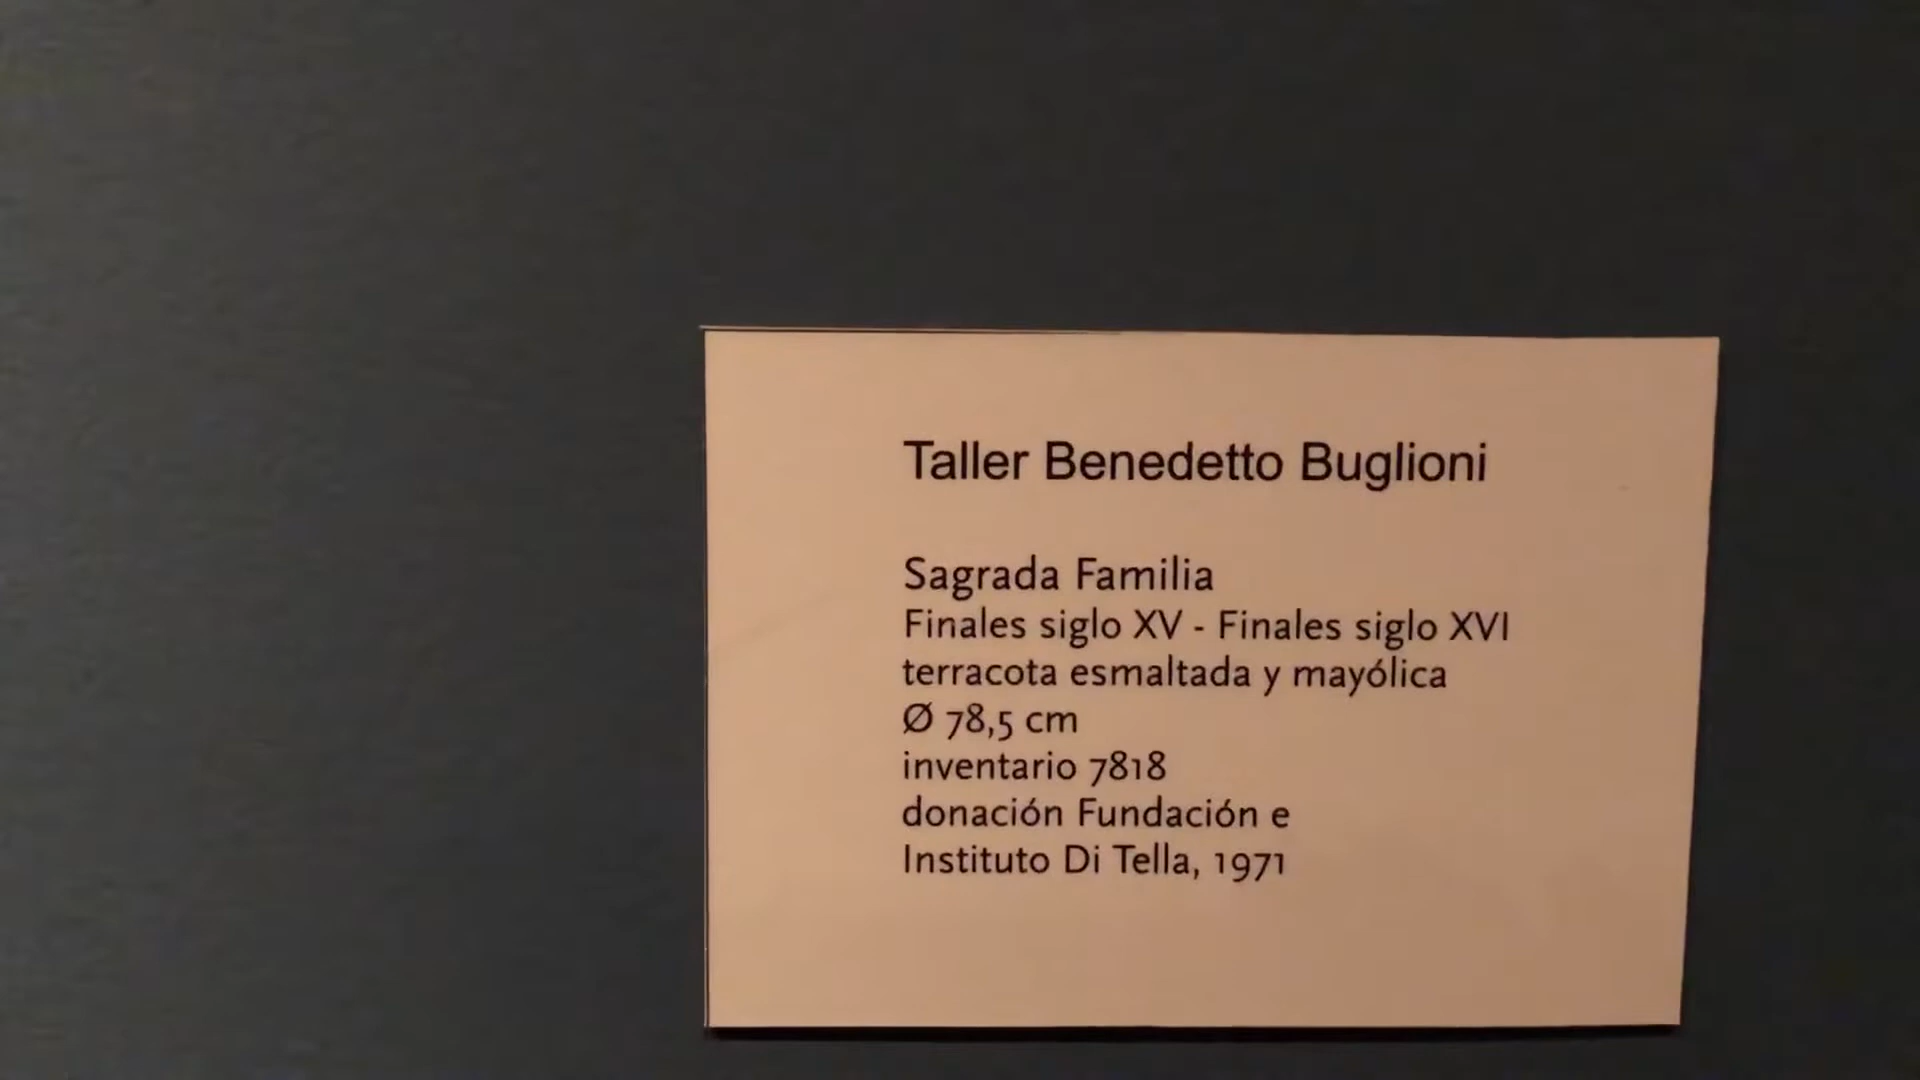 Taller Benedetto Buglioni
Sagrada Familia
Finales siglo XV - Finales siglo XVI
terracota esmaltada y mayólica
Ø 78,5 cm
inventario 7818
donación Fundación e
Instituto Di Tella, 1971